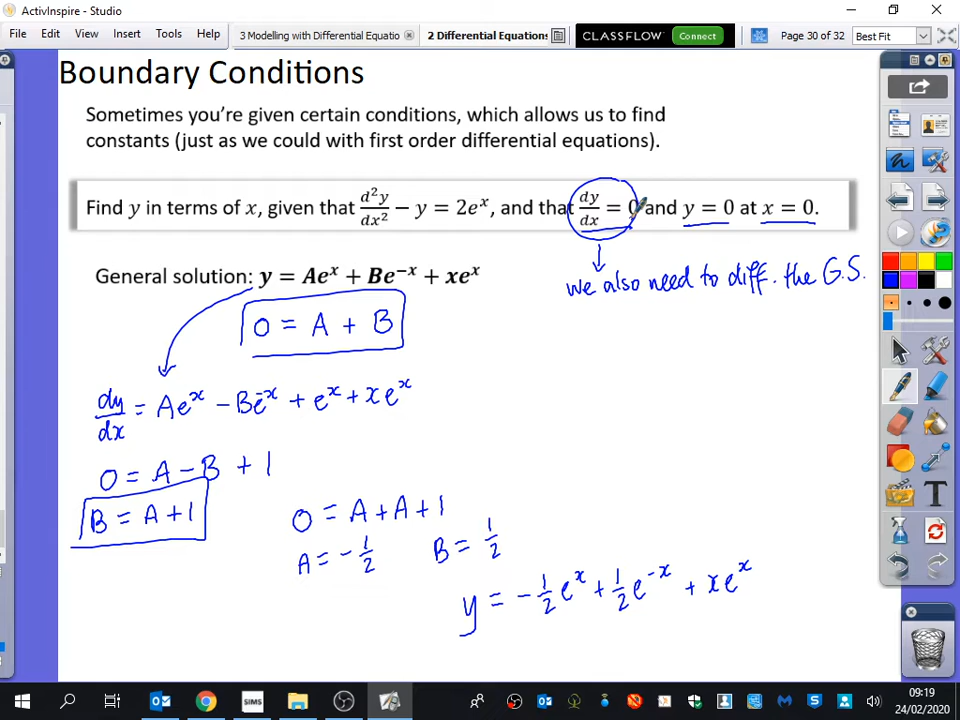 ActivInspire - Studio
File Edit View Insert Tools Help
3 Modelling with Differential Equatio
2 Differential Equations
CLASSFLOW Connect
Page 30 of 32
Best Fit
Boundary Conditions
Sometimes you're given certain conditions, which allows us to find
constants (just as we could with first order differential equations).
Find y in terms of x, given that d²y/dx² − y = 2eˣ, and that dy/dx = 0 and y = 0 at x = 0.
General solution: y = Aeˣ + Be⁻ˣ + xeˣ
we also need to diff. the G.S.
0 = A + B
dy/dx = Aeˣ − Be⁻ˣ + eˣ + xeˣ
0 = A − B + 1
B = A + 1
0 = A + A + 1
A = −1/2 B = 1/2
y = −1/2 eˣ + 1/2 e⁻ˣ + xeˣ
SIMS
09:19
24/02/2020